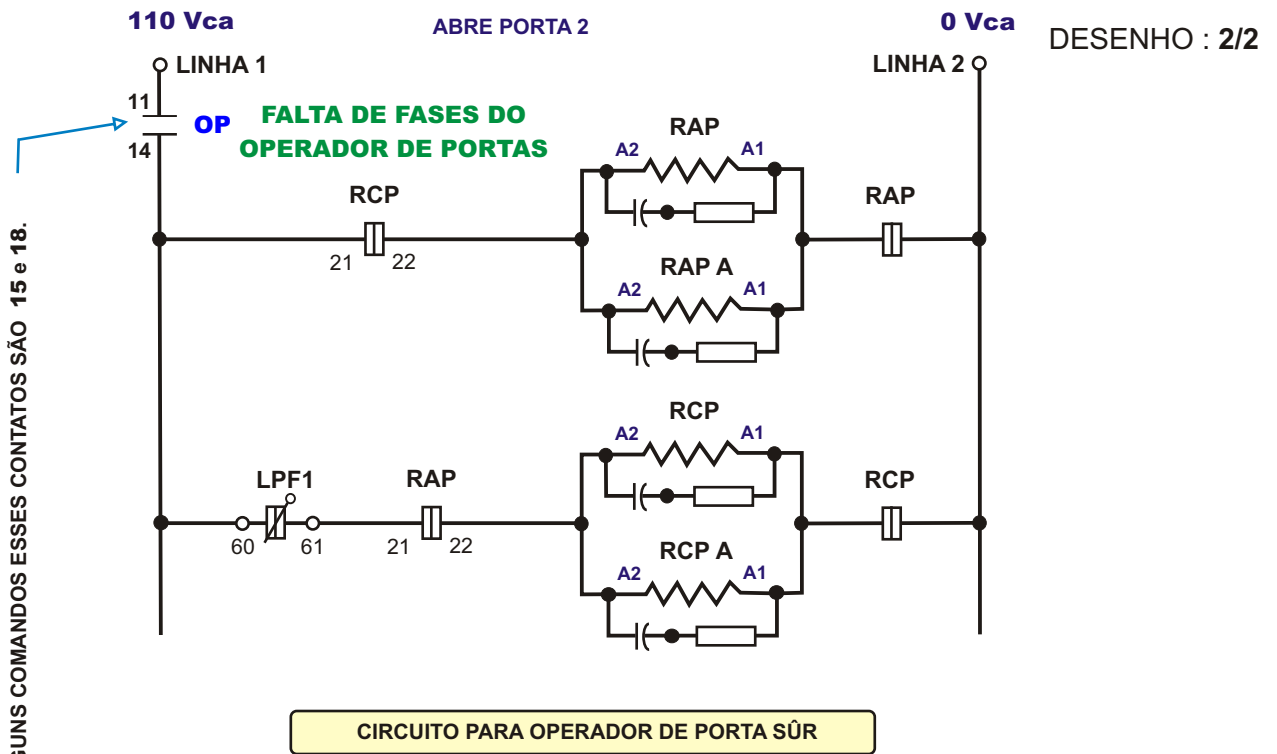 110 Vca
ABRE PORTA 2
0 Vca
DESENHO : 2/2
LINHA 1
LINHA 2
11
OP
14
FALTA DE FASES DO
OPERADOR DE PORTAS
RAP
A2
A1
RCP
21
22
RAP
RAP A
A2
A1
RCP
A2
A1
LPF1
60
61
RAP
21
22
RCP
RCP A
A2
A1
COMANDOS ESSES CONTATOS SÃO 15 e 18.
CIRCUITO PARA OPERADOR DE PORTA SÛR